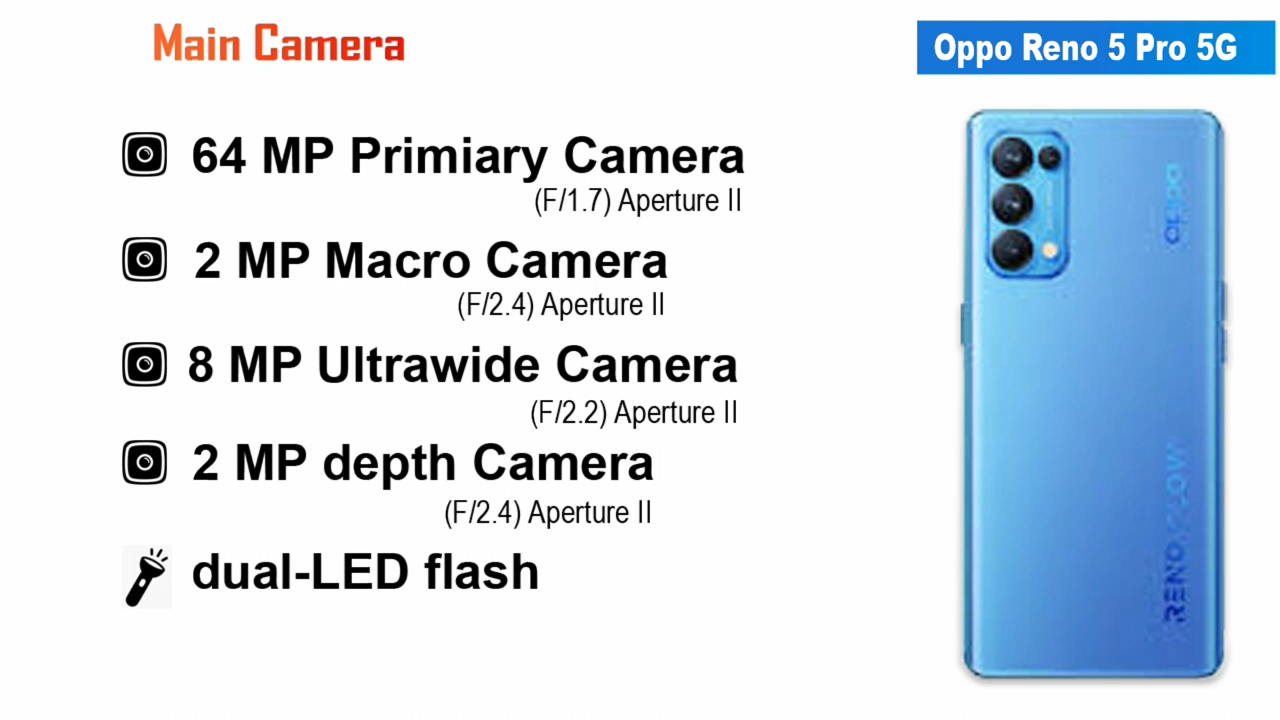 Main Camera
Oppo Reno 5 Pro 5G
64 MP Primiary Camera
(F/1.7) Aperture II
2 MP Macro Camera
(F/2.4) Aperture II
8 MP Ultrawide Camera
(F/2.2) Aperture II
2 MP depth Camera
(F/2.4) Aperture II
dual-LED flash
oppo
RENO GLOW